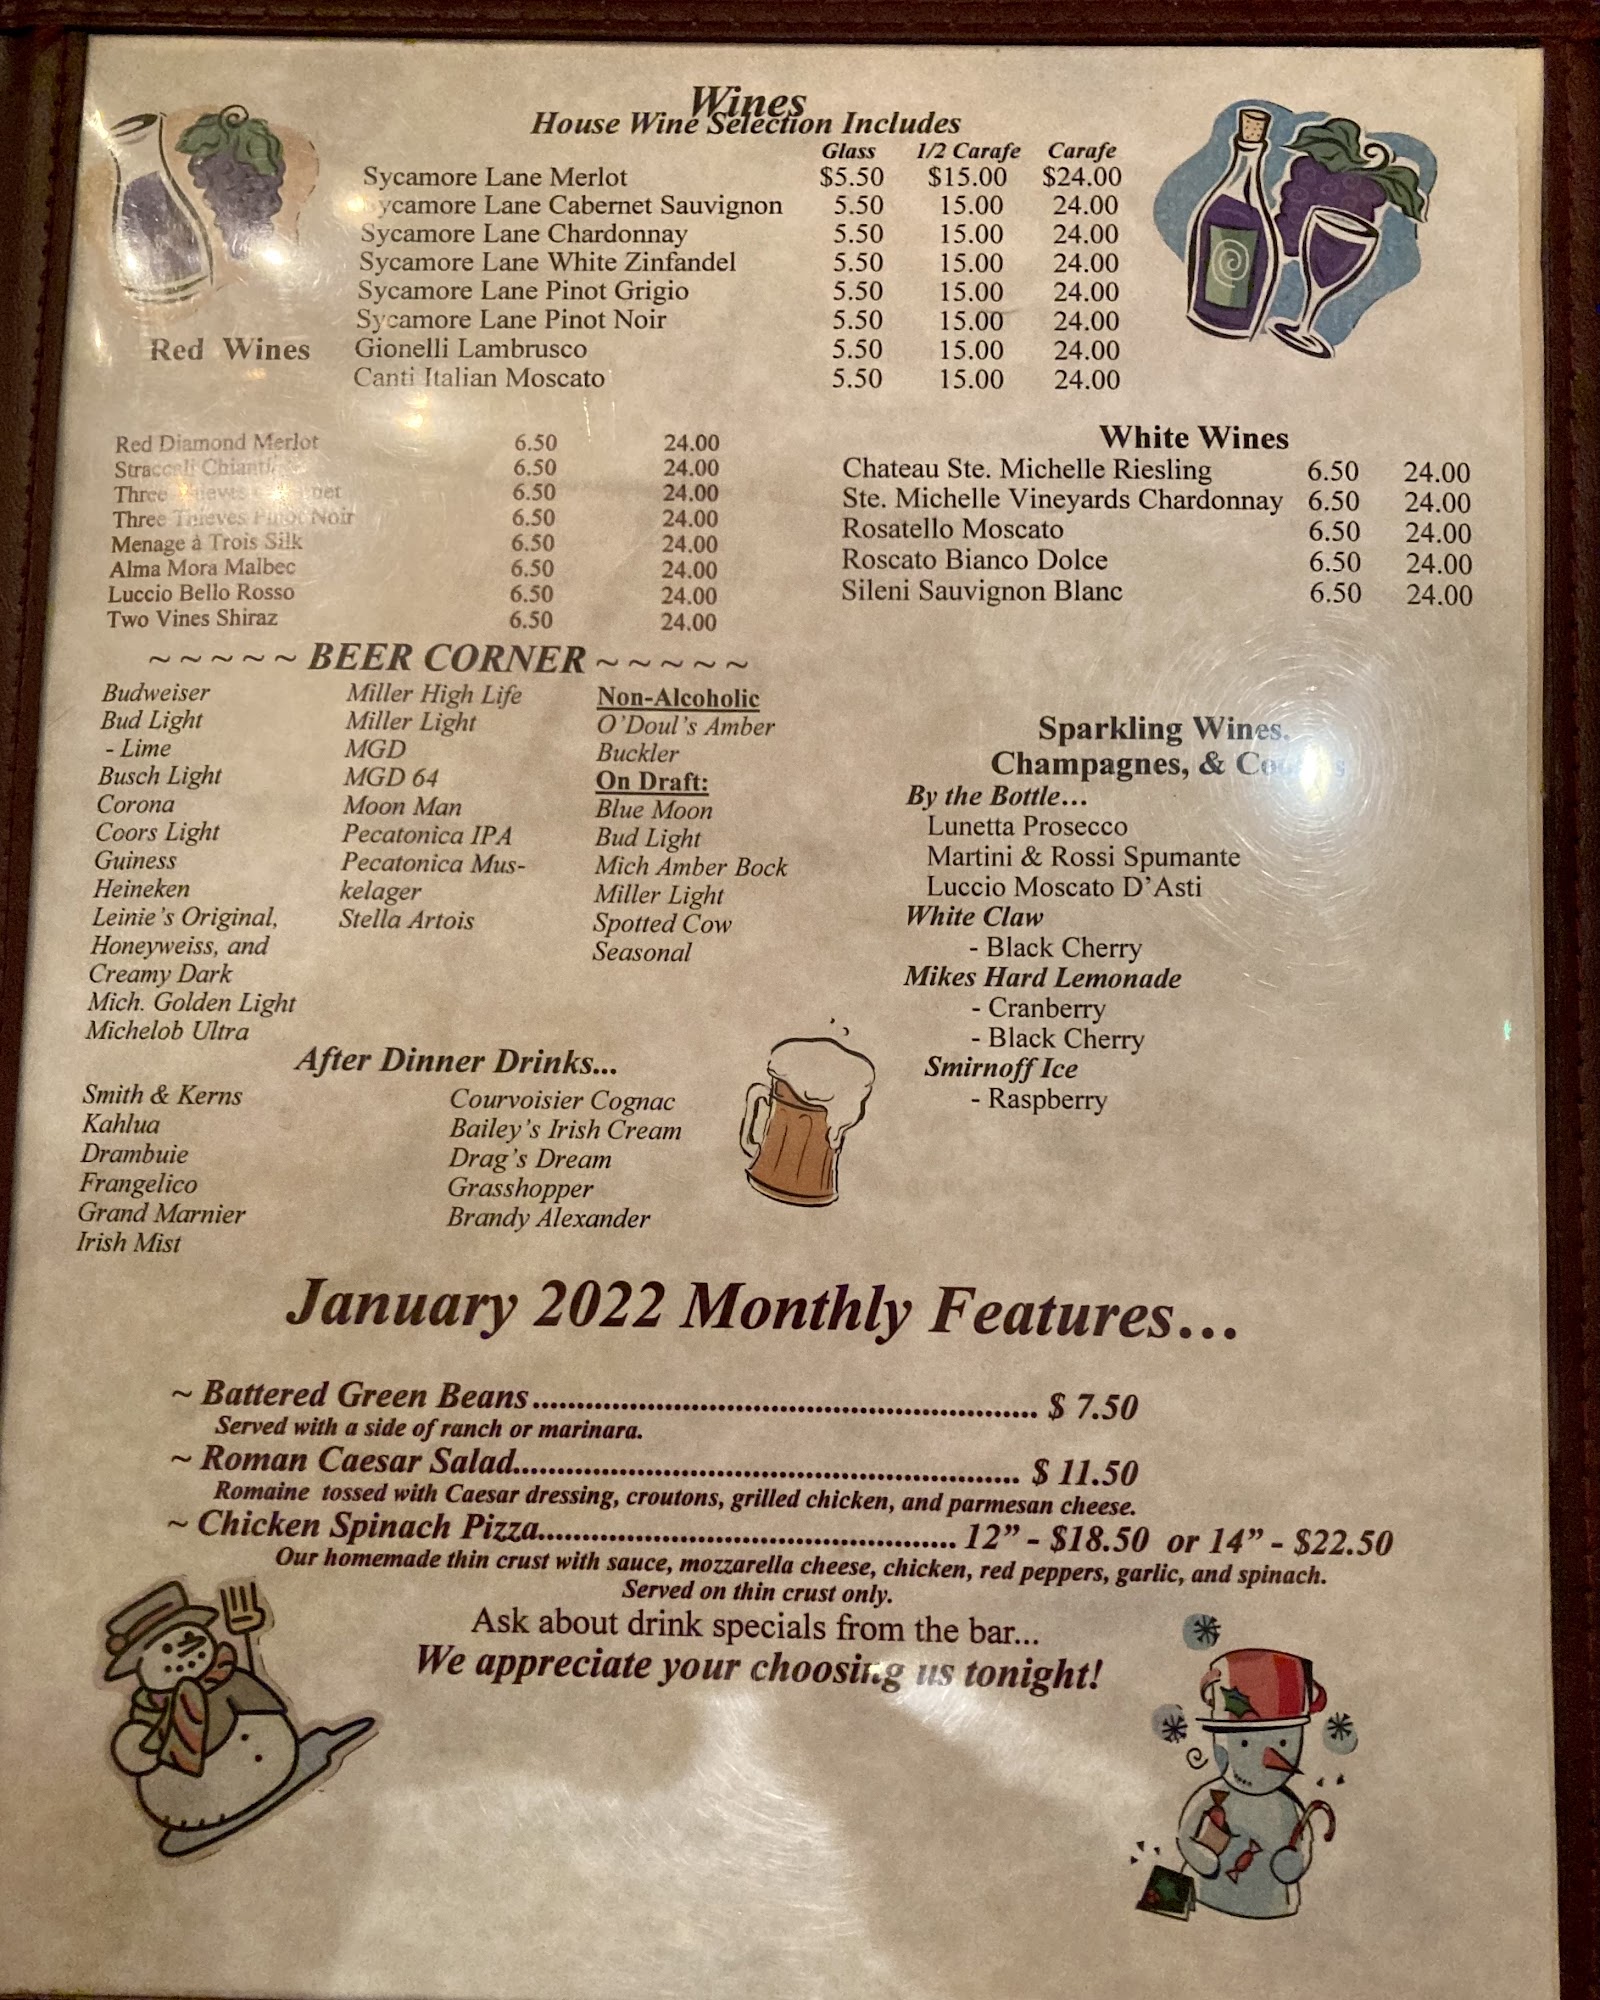 Wines
House Wine Selection Includes
Glass 1/2 Carafe Carafe
Sycamore Lane Merlot $5.50 $15.00 $24.00
ycamore Lane Cabernet Sauvignon 5.50 15.00 24.00
Sycamore Lane Chardonnay 5.50 15.00 24.00
Sycamore Lane White Zinfandel 5.50 15.00 24.00
Sycamore Lane Pinot Grigio 5.50 15.00 24.00
Sycamore Lane Pinot Noir 5.50 15.00 24.00
Gionelli Lambrusco 5.50 15.00 24.00
Canti Italian Moscato 5.50 15.00 24.00
Red Wines
Red Diamond Merlot 6.50 24.00
Straccali Chianti 6.50 24.00
Three Thieves 6.50 24.00
Three Thieves Pinot Noir 6.50 24.00
Menage à Trois Silk 6.50 24.00
Alma Mora Malbec 6.50 24.00
Luccio Bello Rosso 6.50 24.00
Two Vines Shiraz 6.50 24.00
White Wines
Chateau Ste. Michelle Riesling 6.50 24.00
Ste. Michelle Vineyards Chardonnay 6.50 24.00
Rosatello Moscato 6.50 24.00
Roscato Bianco Dolce 6.50 24.00
Sileni Sauvignon Blanc 6.50 24.00
~ ~ ~ ~ ~ BEER CORNER ~ ~ ~ ~ ~
Budweiser
Bud Light
- Lime
Busch Light
Corona
Coors Light
Guiness
Heineken
Leinie's Original,
Honeyweiss, and
Creamy Dark
Mich. Golden Light
Michelob Ultra
Miller High Life
Miller Light
MGD
MGD 64
Moon Man
Pecatonica IPA
Pecatonica Mus-
kelager
Stella Artois
Non-Alcoholic
O'Doul's Amber
Buckler
On Draft:
Blue Moon
Bud Light
Mich Amber Bock
Miller Light
Spotted Cow
Seasonal
Sparkling Wines,
Champagnes, &
By the Bottle…
Lunetta Prosecco
Martini & Rossi Spumante
Luccio Moscato D'Asti
White Claw
- Black Cherry
Mikes Hard Lemonade
- Cranberry
- Black Cherry
Smirnoff Ice
- Raspberry
After Dinner Drinks...
Smith & Kerns
Kahlua
Drambuie
Frangelico
Grand Marnier
Irish Mist
Courvoisier Cognac
Bailey's Irish Cream
Drag's Dream
Grasshopper
Brandy Alexander
January 2022 Monthly Features…
~ Battered Green Beans........................................................ $ 7.50
Served with a side of ranch or marinara.
~ Roman Caesar Salad........................................................ $ 11.50
Romaine tossed with Caesar dressing, croutons, grilled chicken, and parmesan cheese.
~ Chicken Spinach Pizza.............................................. 12” - $18.50 or 14” - $22.50
Our homemade thin crust with sauce, mozzarella cheese, chicken, red peppers, garlic, and spinach.
Served on thin crust only.
Ask about drink specials from the bar...
We appreciate your choosing us tonight!